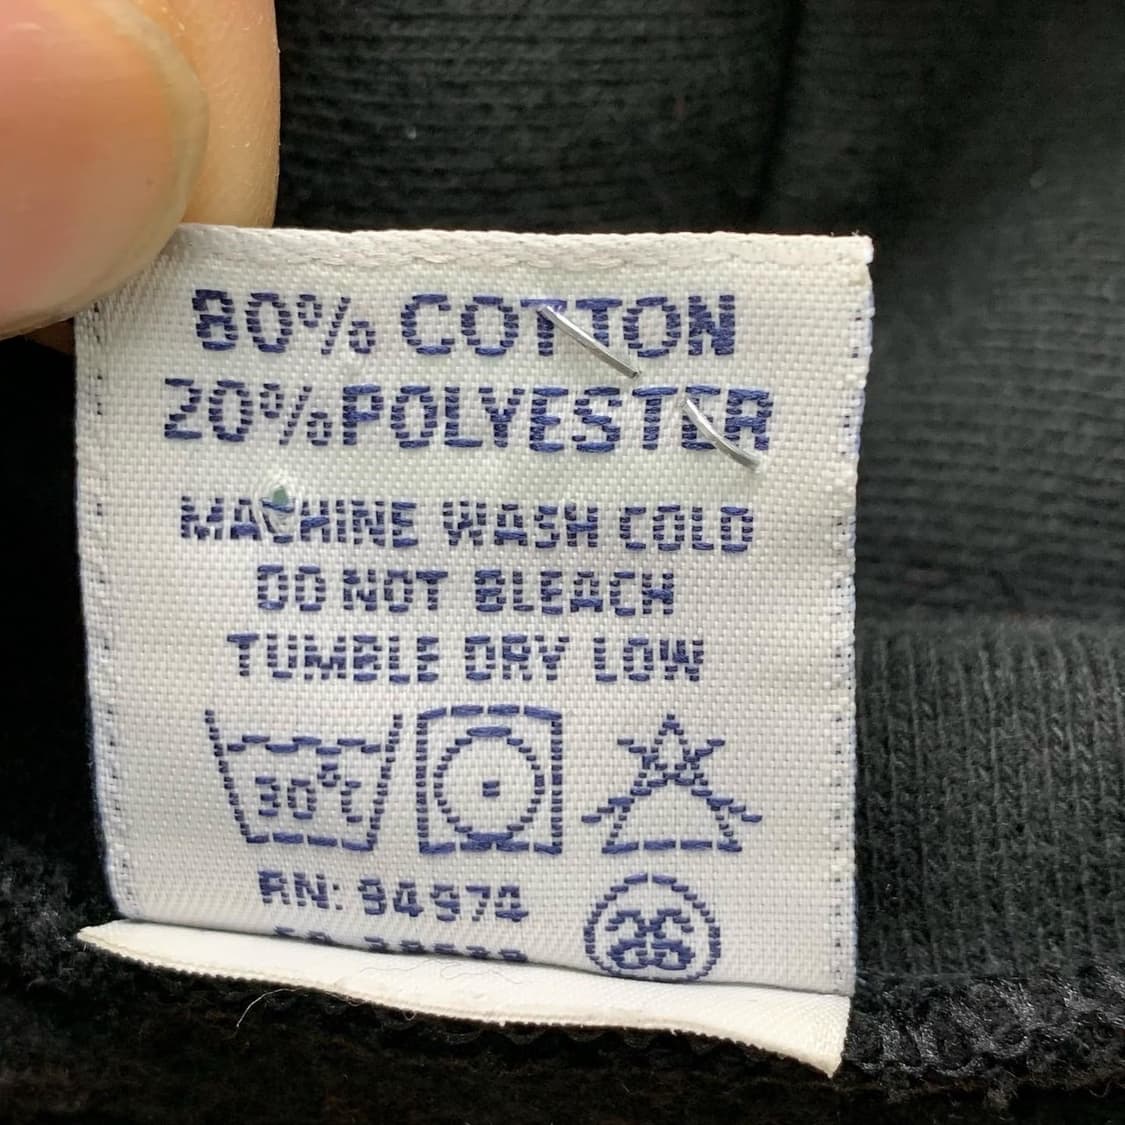 80% COTTON
20% POLYESTER
MACHINE WASH COLD
DO NOT BLEACH
TUMBLE DRY LOW
30°C
RN: 94974